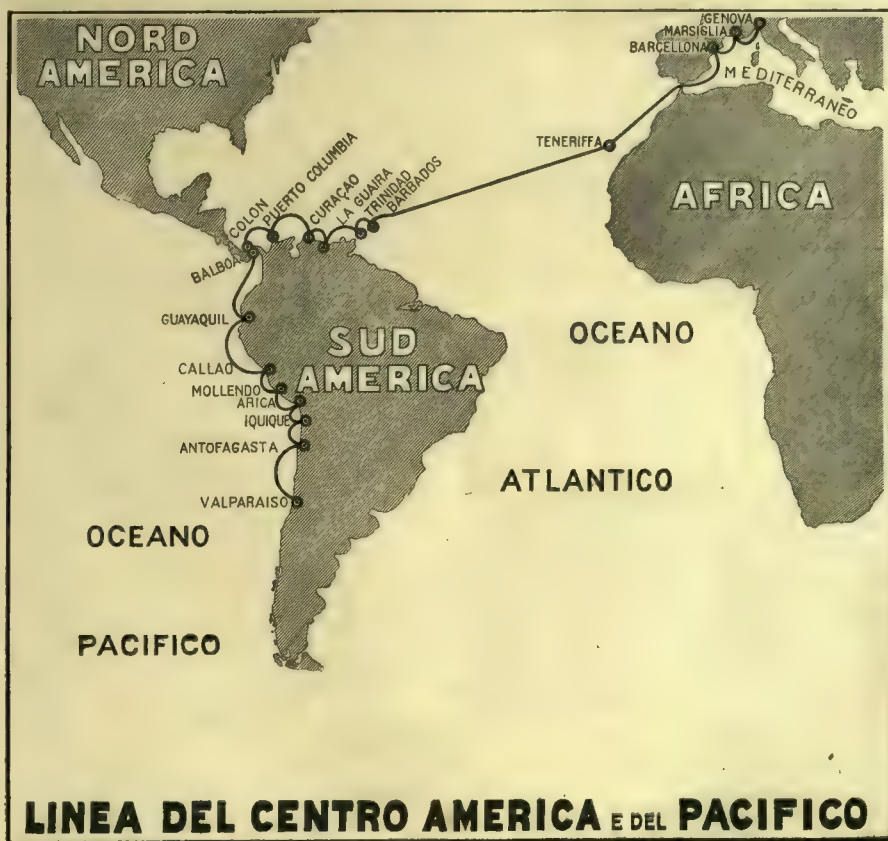 NORD
AMERICA
GENOVA
MARSIGLIA
BARCELLONA
MEDITERRANÉO
TENERIFFA
AFRICA
COLON
PUERTO COLUMBIA
CURAÇAO
LA GUAIRA
TRINIDAD
BARBADOS
BALBOA
GUAYAQUIL
OCEANO
SUD
AMERICA
CALLAO
MOLLENDO
ARICA
IQUIQUE
ANTOFAGASTA
ATLANTICO
VALPARAISO
OCEANO
PACIFICO
LINEA DEL CENTRO AMERICA E DEL PACIFICO